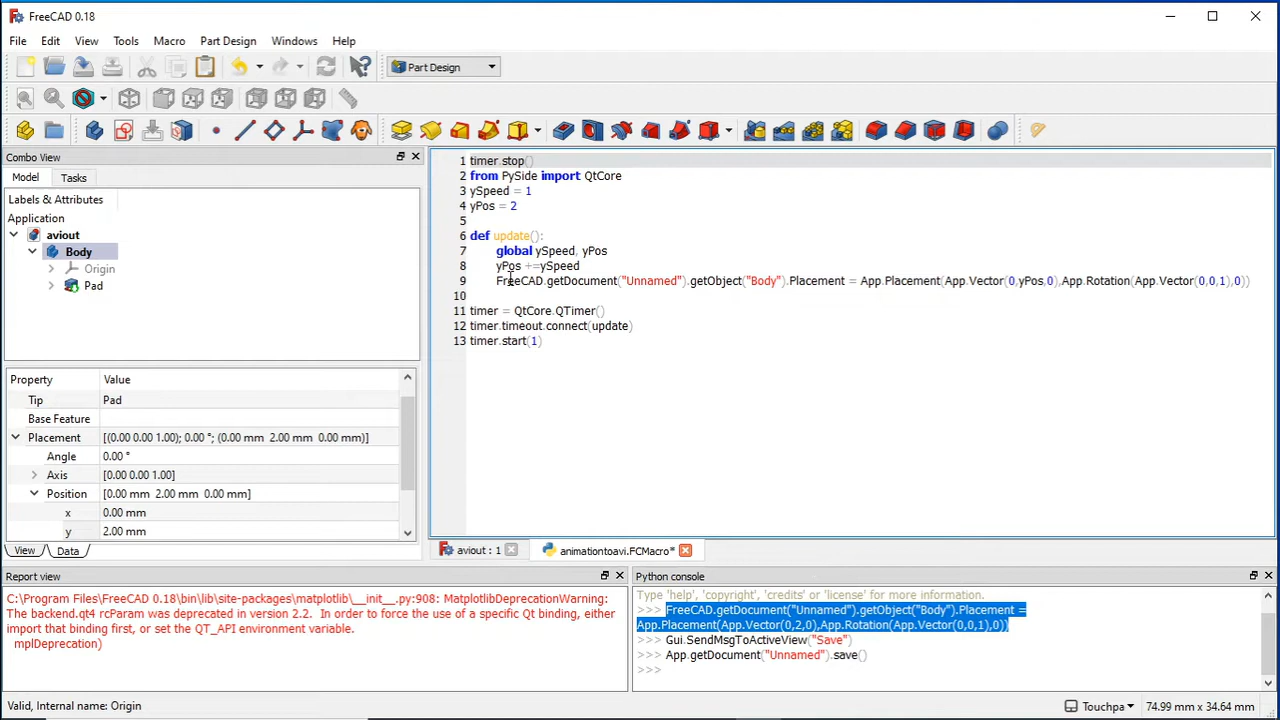 FreeCAD 0.18
File Edit View Tools Macro Part Design Windows Help
Part Design
Combo View
Model Tasks
Labels & Attributes
Application
aviout
Body
Origin
Pad
Property Value
Tip Pad
Base Feature
Placement [(0.00 0.00 1.00); 0.00 °; (0.00 mm 2.00 mm 0.00 mm)]
Angle 0.00 °
Axis [0.00 0.00 1.00]
Position [0.00 mm 2.00 mm 0.00 mm]
x 0.00 mm
y 2.00 mm
View Data
1 timer.stop()
2 from PySide import QtCore
3 ySpeed = 1
4 yPos = 2
5
6 def update():
7 global ySpeed, yPos
8 yPos +=ySpeed
9 FreeCAD.getDocument("Unnamed").getObject("Body").Placement = App.Placement(App.Vector(0,yPos,0),App.Rotation(App.Vector(0,0,1),0))
10
11 timer = QtCore.QTimer()
12 timer.timeout.connect(update)
13 timer.start(1)
aviout : 1 animationtoavi.FCMacro*
Report view
C:\Program Files\FreeCAD 0.18\bin\lib\site-packages\matplotlib\__init__.py:908: MatplotlibDeprecationWarning:
The backend.qt4 rcParam was deprecated in version 2.2. In order to force the use of a specific Qt binding, either
import that binding first, or set the QT_API environment variable.
mplDeprecation)
Python console
Type 'help', 'copyright', 'credits' or 'license' for more information.
>>> FreeCAD.getDocument("Unnamed").getObject("Body").Placement =
App.Placement(App.Vector(0,2,0),App.Rotation(App.Vector(0,0,1),0))
>>> Gui.SendMsgToActiveView("Save")
>>> App.getDocument("Unnamed").save()
>>>
Valid, Internal name: Origin
Touchpa
74.99 mm x 34.64 mm